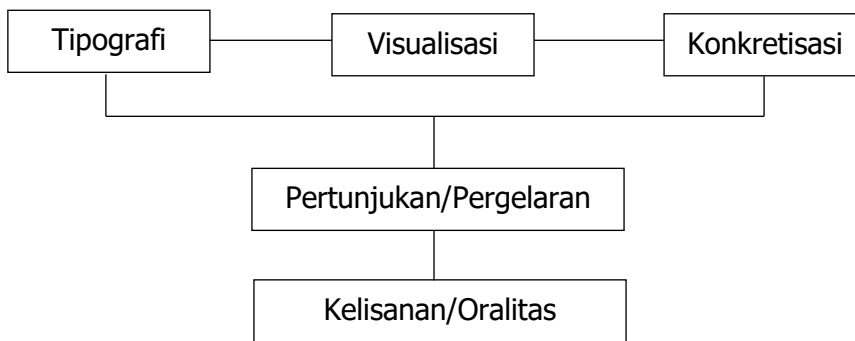 Tipografi
Visualisasi
Konkretisasi
Pertunjukan/Pergelaran
Kelisanan/Oralitas